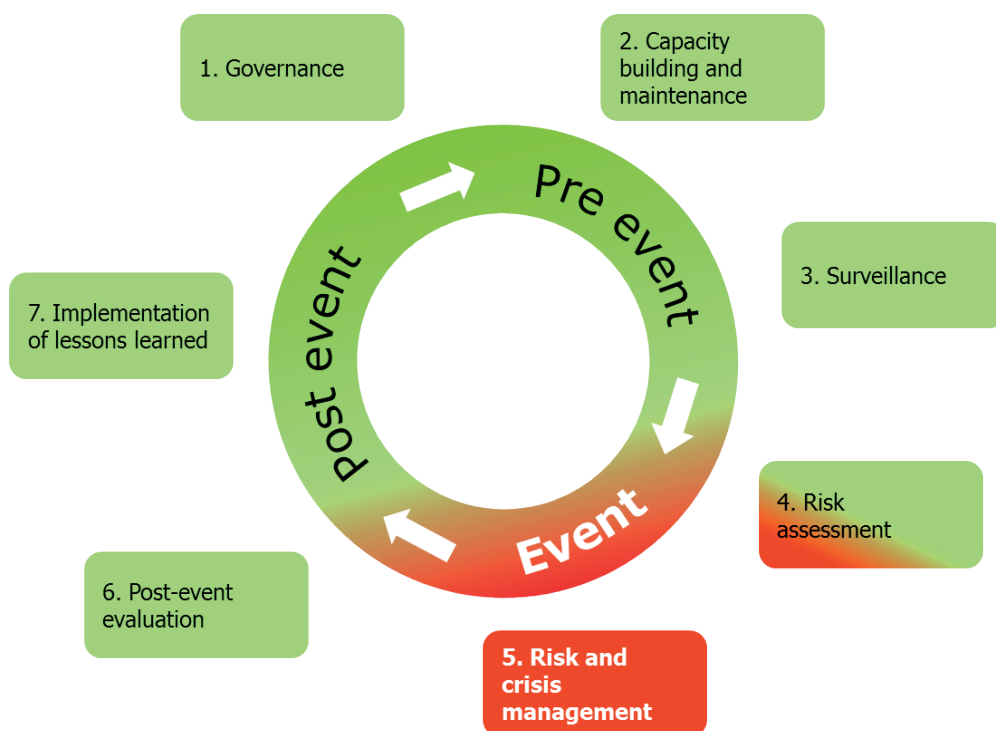 1. Governance
2. Capacity
building and
maintenance
Pre event
3. Surveillance
4. Risk
assessment
Event
5. Risk and
crisis
management
6. Post-event
evaluation
7. Implementation
of lessons learned
Post event